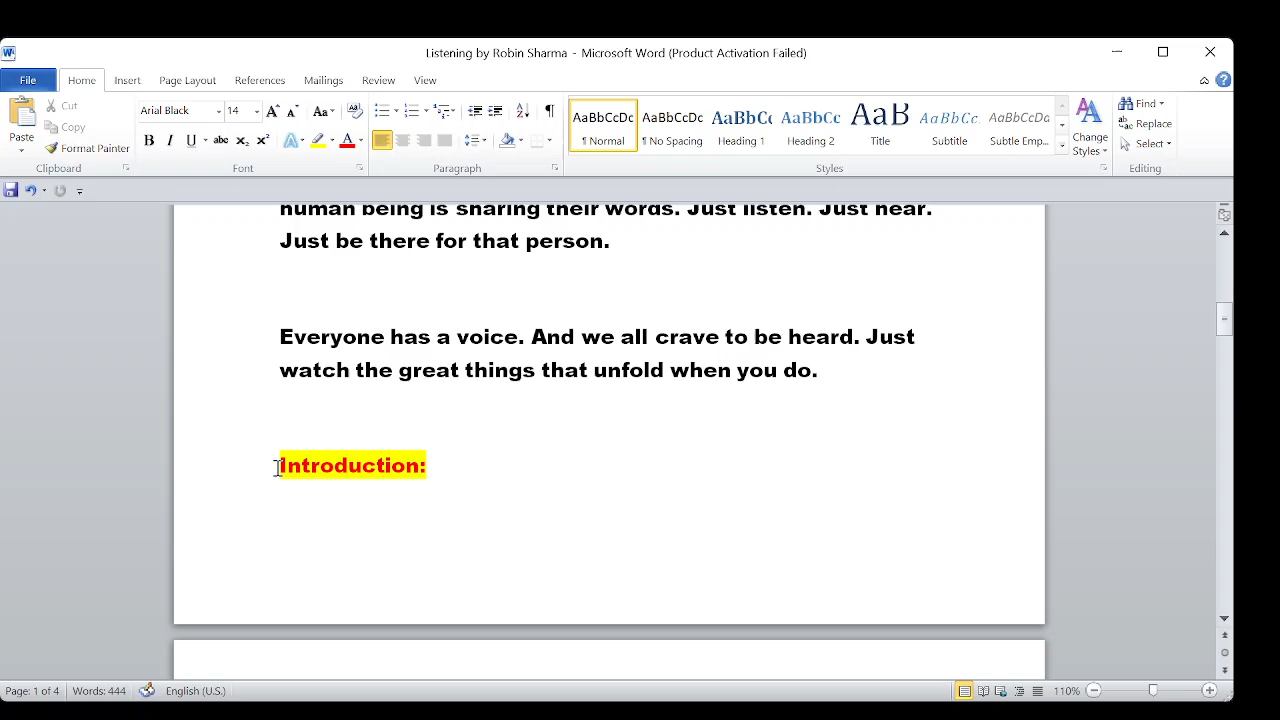 Listening by Robin Sharma - Microsoft Word (Product Activation Failed)
File Home Insert Page Layout References Mailings Review View
Paste
Cut
Copy
Format Painter
Clipboard
Arial Black 14
Font
Paragraph
AaBbCcDc AaBbCcDc AaBbCc AaBbCc AaB AaBbCc. AaBbCcDa
¶ Normal ¶ No Spacing Heading 1 Heading 2 Title Subtitle Subtle Emp...
Change
Styles
Styles
Find
Replace
Select
Editing
human being is sharing their words. Just listen. Just hear.
Just be there for that person.
Everyone has a voice. And we all crave to be heard. Just
watch the great things that unfold when you do.
Introduction:
Page: 1 of 4 Words: 444 English (U.S.) 110%